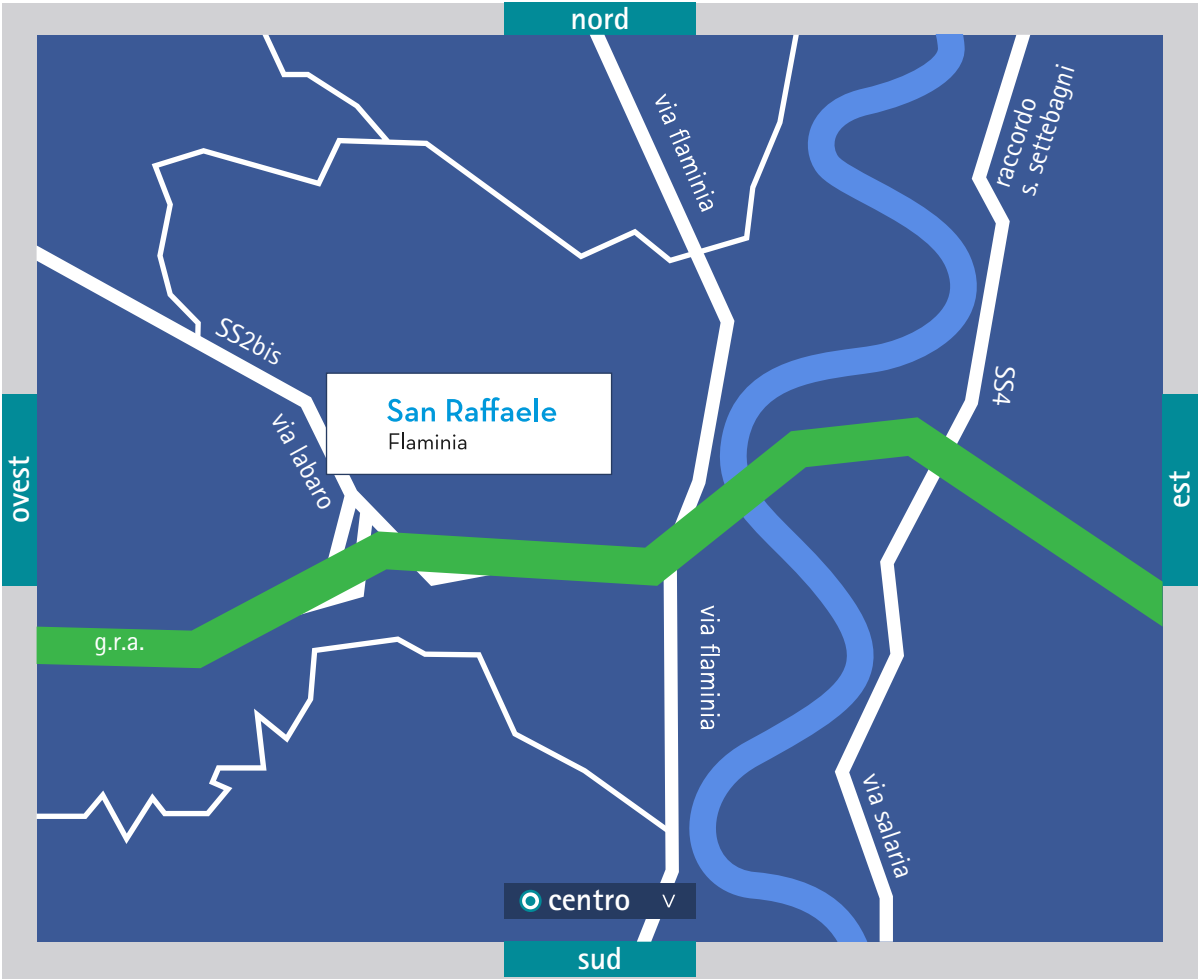 nord
via flaminia
raccordo
s. settebagni
SS2bis
SS4
San Raffaele
Flaminia
via labaro
ovest
est
g.r.a.
via flaminia
via salaria
centro >
sud